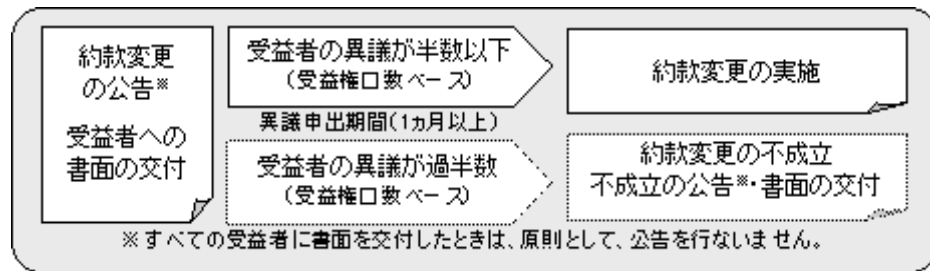 約款変更
の公告※
受益者への
書面の交付
受益者の異議が半数以下
(受益権口数ベース)
異議申出期間(1ヵ月以上)
受益者の異議が過半数
(受益権口数ベース)
約款変更の実施
約款変更の不成立
不成立の公告※・書面の交付
※すべての受益者に書面を交付したときは、原則として、公告を行ないません。